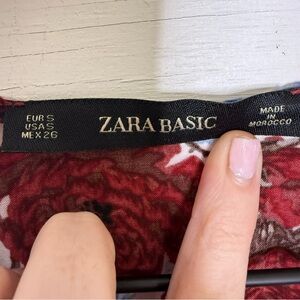 EUR S
USA S
MEX 26
ZARA BASIC
MADE
IN
MOROCCO